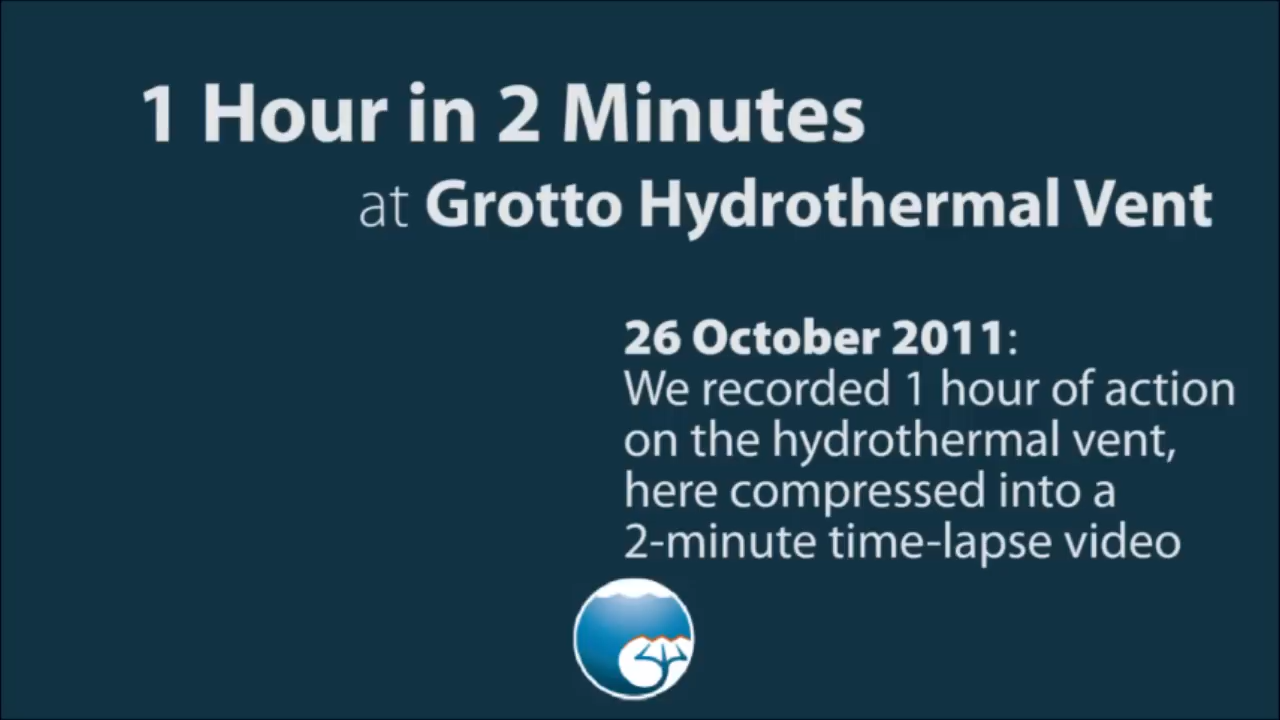 1 Hour in 2 Minutes
at Grotto Hydrothermal Vent
26 October 2011:
We recorded 1 hour of action
on the hydrothermal vent,
here compressed into a
2-minute time-lapse video